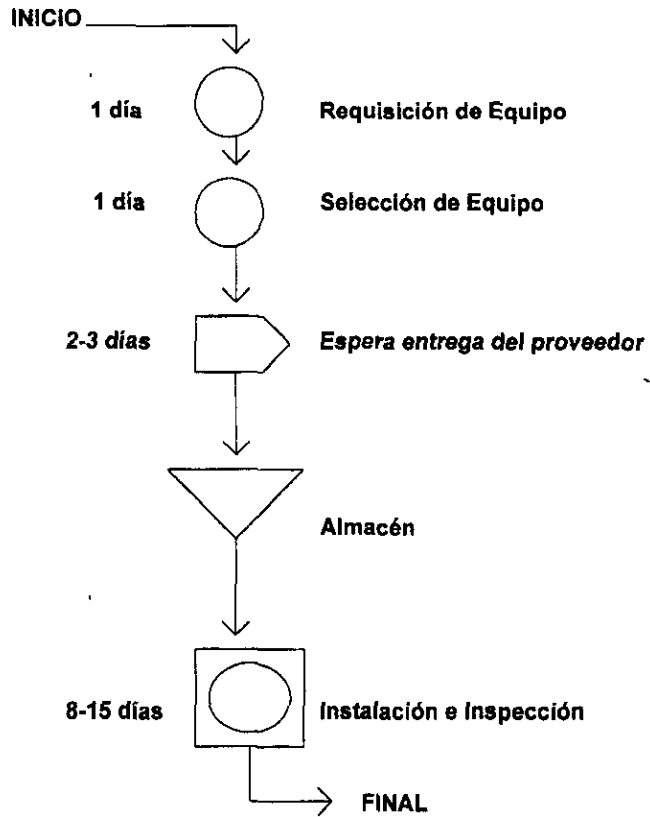 INICIO
1 día Requisición de Equipo
1 día Selección de Equipo
2-3 días Espera entrega del proveedor
Almacén
8-15 días Instalación e Inspección
FINAL